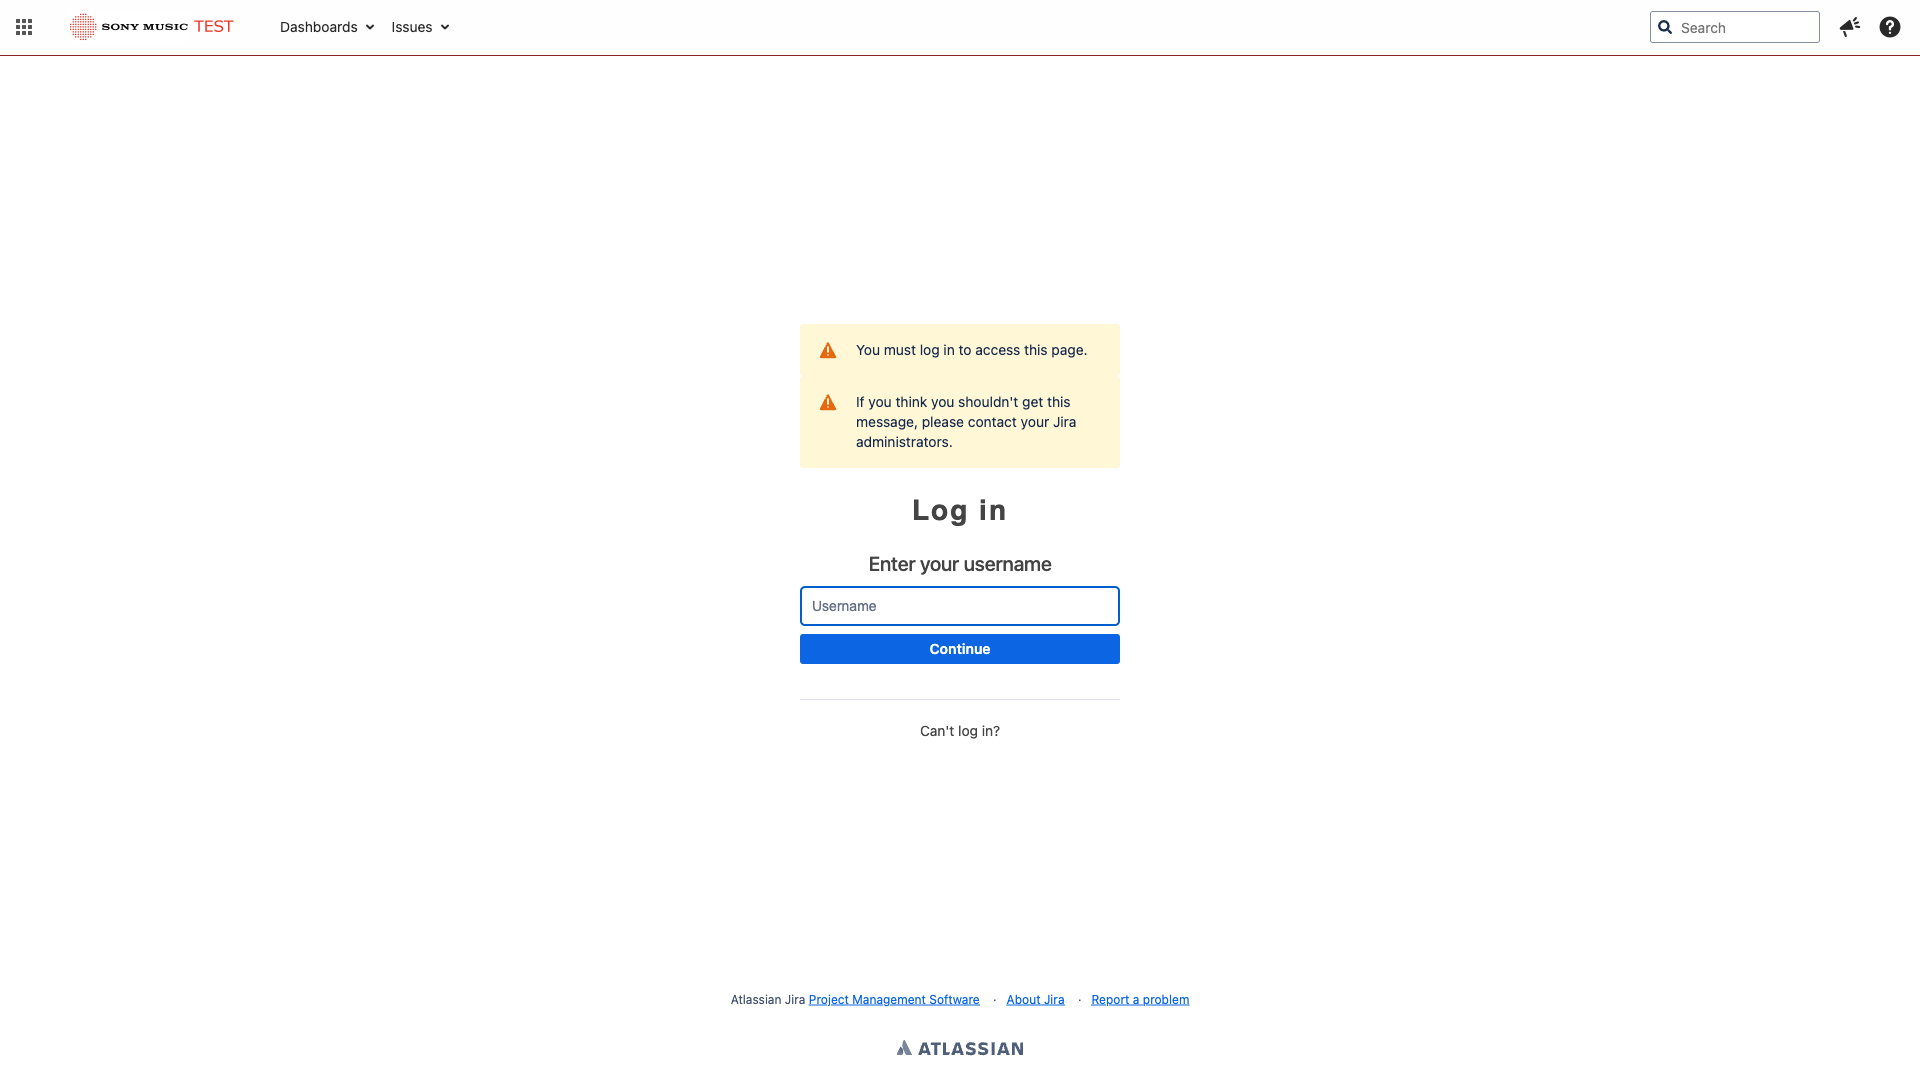 SONY MUSIC TEST
Dashboards
Issues
Search
You must log in to access this page.
If you think you shouldn't get this
message, please contact your Jira
administrators.
Log in
Enter your username
Username
Continue
Can't log in?
Atlassian Jira Project Management Software · About Jira · Report a problem
ATLASSIAN